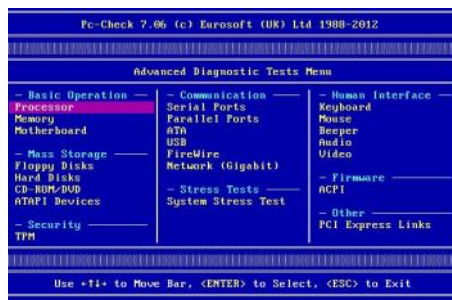 Pc-Check 7.06 (c) Eurosoft (UK) Ltd 1988-2012
Advanced Diagnostic Tests Menu
- Basic Operation -
Processor
Memory
Motherboard
- Mass Storage -
Floppy Disks
Hard Disks
CD-ROM/DVD
ATAPI Devices
- Security -
TPM
- Communication -
Serial Ports
Parallel Ports
ATA
USB
FireWire
Network (Gigabit)
- Stress Tests -
System Stress Test
- Human Interface -
Keyboard
Mouse
Beeper
Audio
Video
- Firmware -
ACPI
- Other -
PCI Express Links
Use ←↑↓→ to Move Bar, <ENTER> to Select, <ESC> to Exit